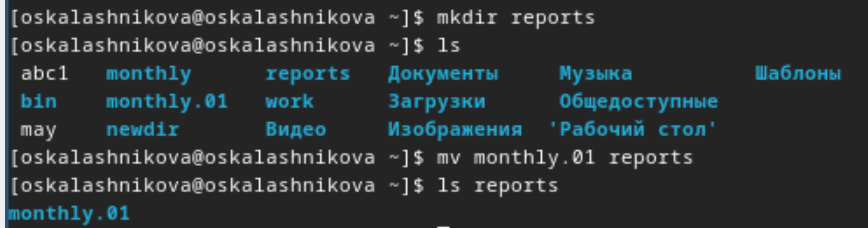 [oskalashnikova@oskalashnikova ~]$ mkdir reports
[oskalashnikova@oskalashnikova ~]$ ls
abc1 monthly reports Документы Музыка Шаблоны
bin monthly.01 work Загрузки Общедоступные
may newdir Видео Изображения 'Рабочий стол'
[oskalashnikova@oskalashnikova ~]$ mv monthly.01 reports
[oskalashnikova@oskalashnikova ~]$ ls reports
monthly.01